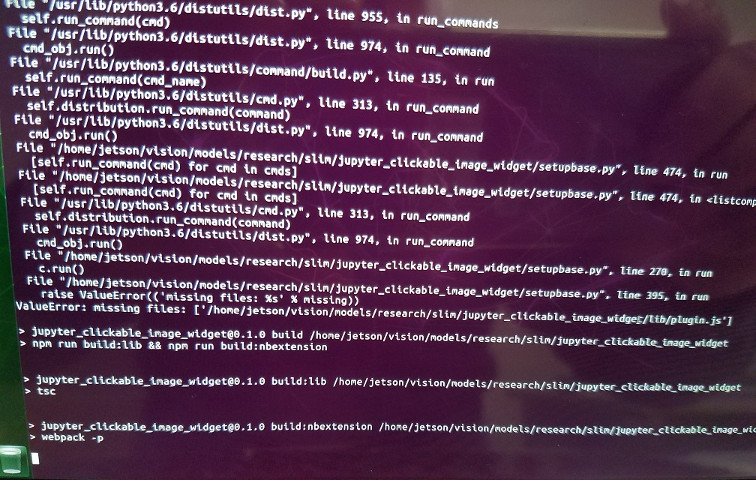 File "/usr/lib/python3.6/distutils/dist.py", line 955, in run_commands
self.run_command(cmd)
File "/usr/lib/python3.6/distutils/dist.py", line 974, in run_command
cmd_obj.run()
File "/usr/lib/python3.6/distutils/command/build.py", line 135, in run
self.run_command(cmd_name)
File "/usr/lib/python3.6/distutils/cmd.py", line 313, in run_command
self.distribution.run_command(command)
File "/usr/lib/python3.6/distutils/dist.py", line 974, in run_command
cmd_obj.run()
File "/home/jetson/vision/models/research/slim/jupyter_clickable_image_widget/setupbase.py", line 474, in run
[self.run_command(cmd) for cmd in cmds]
File "/home/jetson/vision/models/research/slim/jupyter_clickable_image_widget/setupbase.py", line 474, in <listcomp
[self.run_command(cmd) for cmd in cmds]
File "/usr/lib/python3.6/distutils/cmd.py", line 313, in run_command
self.distribution.run_command(command)
File "/usr/lib/python3.6/distutils/dist.py", line 974, in run_command
cmd_obj.run()
File "/home/jetson/vision/models/research/slim/jupyter_clickable_image_widget/setupbase.py", line 270, in run
c.run()
File "/home/jetson/vision/models/research/slim/jupyter_clickable_image_widget/setupbase.py", line 395, in run
raise ValueError(('missing files: %s' % missing))
ValueError: missing files: ['/home/jetson/vision/models/research/slim/jupyter_clickable_image_widget/lib/plugin.js']
> jupyter_clickable_image_widget@0.1.0 build /home/jetson/vision/models/research/slim/jupyter_clickable_image_widget
> npm run build:lib && npm run build:nbextension
> jupyter_clickable_image_widget@0.1.0 build:lib /home/jetson/vision/models/research/slim/jupyter_clickable_image_widget
> tsc
> jupyter_clickable_image_widget@0.1.0 build:nbextension /home/jetson/vision/models/research/slim/jupyter_clickable_image_wid
> webpack -p